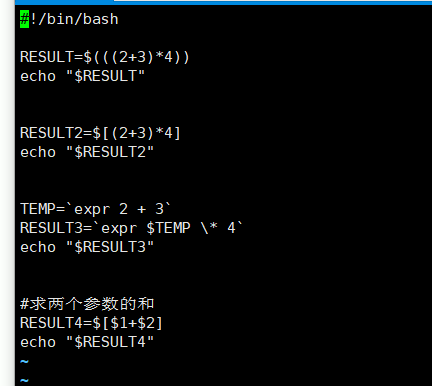 #!/bin/bash
RESULT=$(((2+3)*4))
echo "$RESULT"
RESULT2=$[(2+3)*4]
echo "$RESULT2"
TEMP=`expr 2 + 3`
RESULT3=`expr $TEMP \* 4`
echo "$RESULT3"
#求两个参数的和
RESULT4=$[$1+$2]
echo "$RESULT4"
~
~